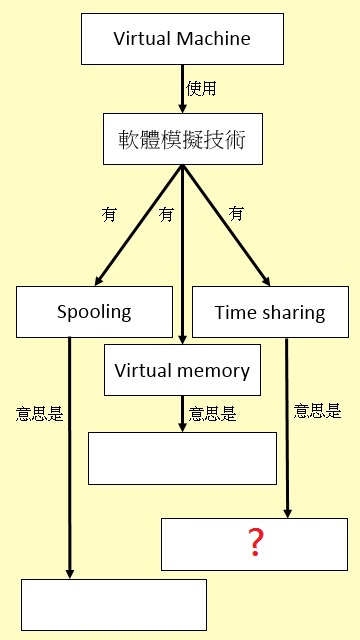 Virtual Machine
使用
軟體模擬技術
有 有 有
Spooling
Time sharing
Virtual memory
意思是 意思是 意思是
?